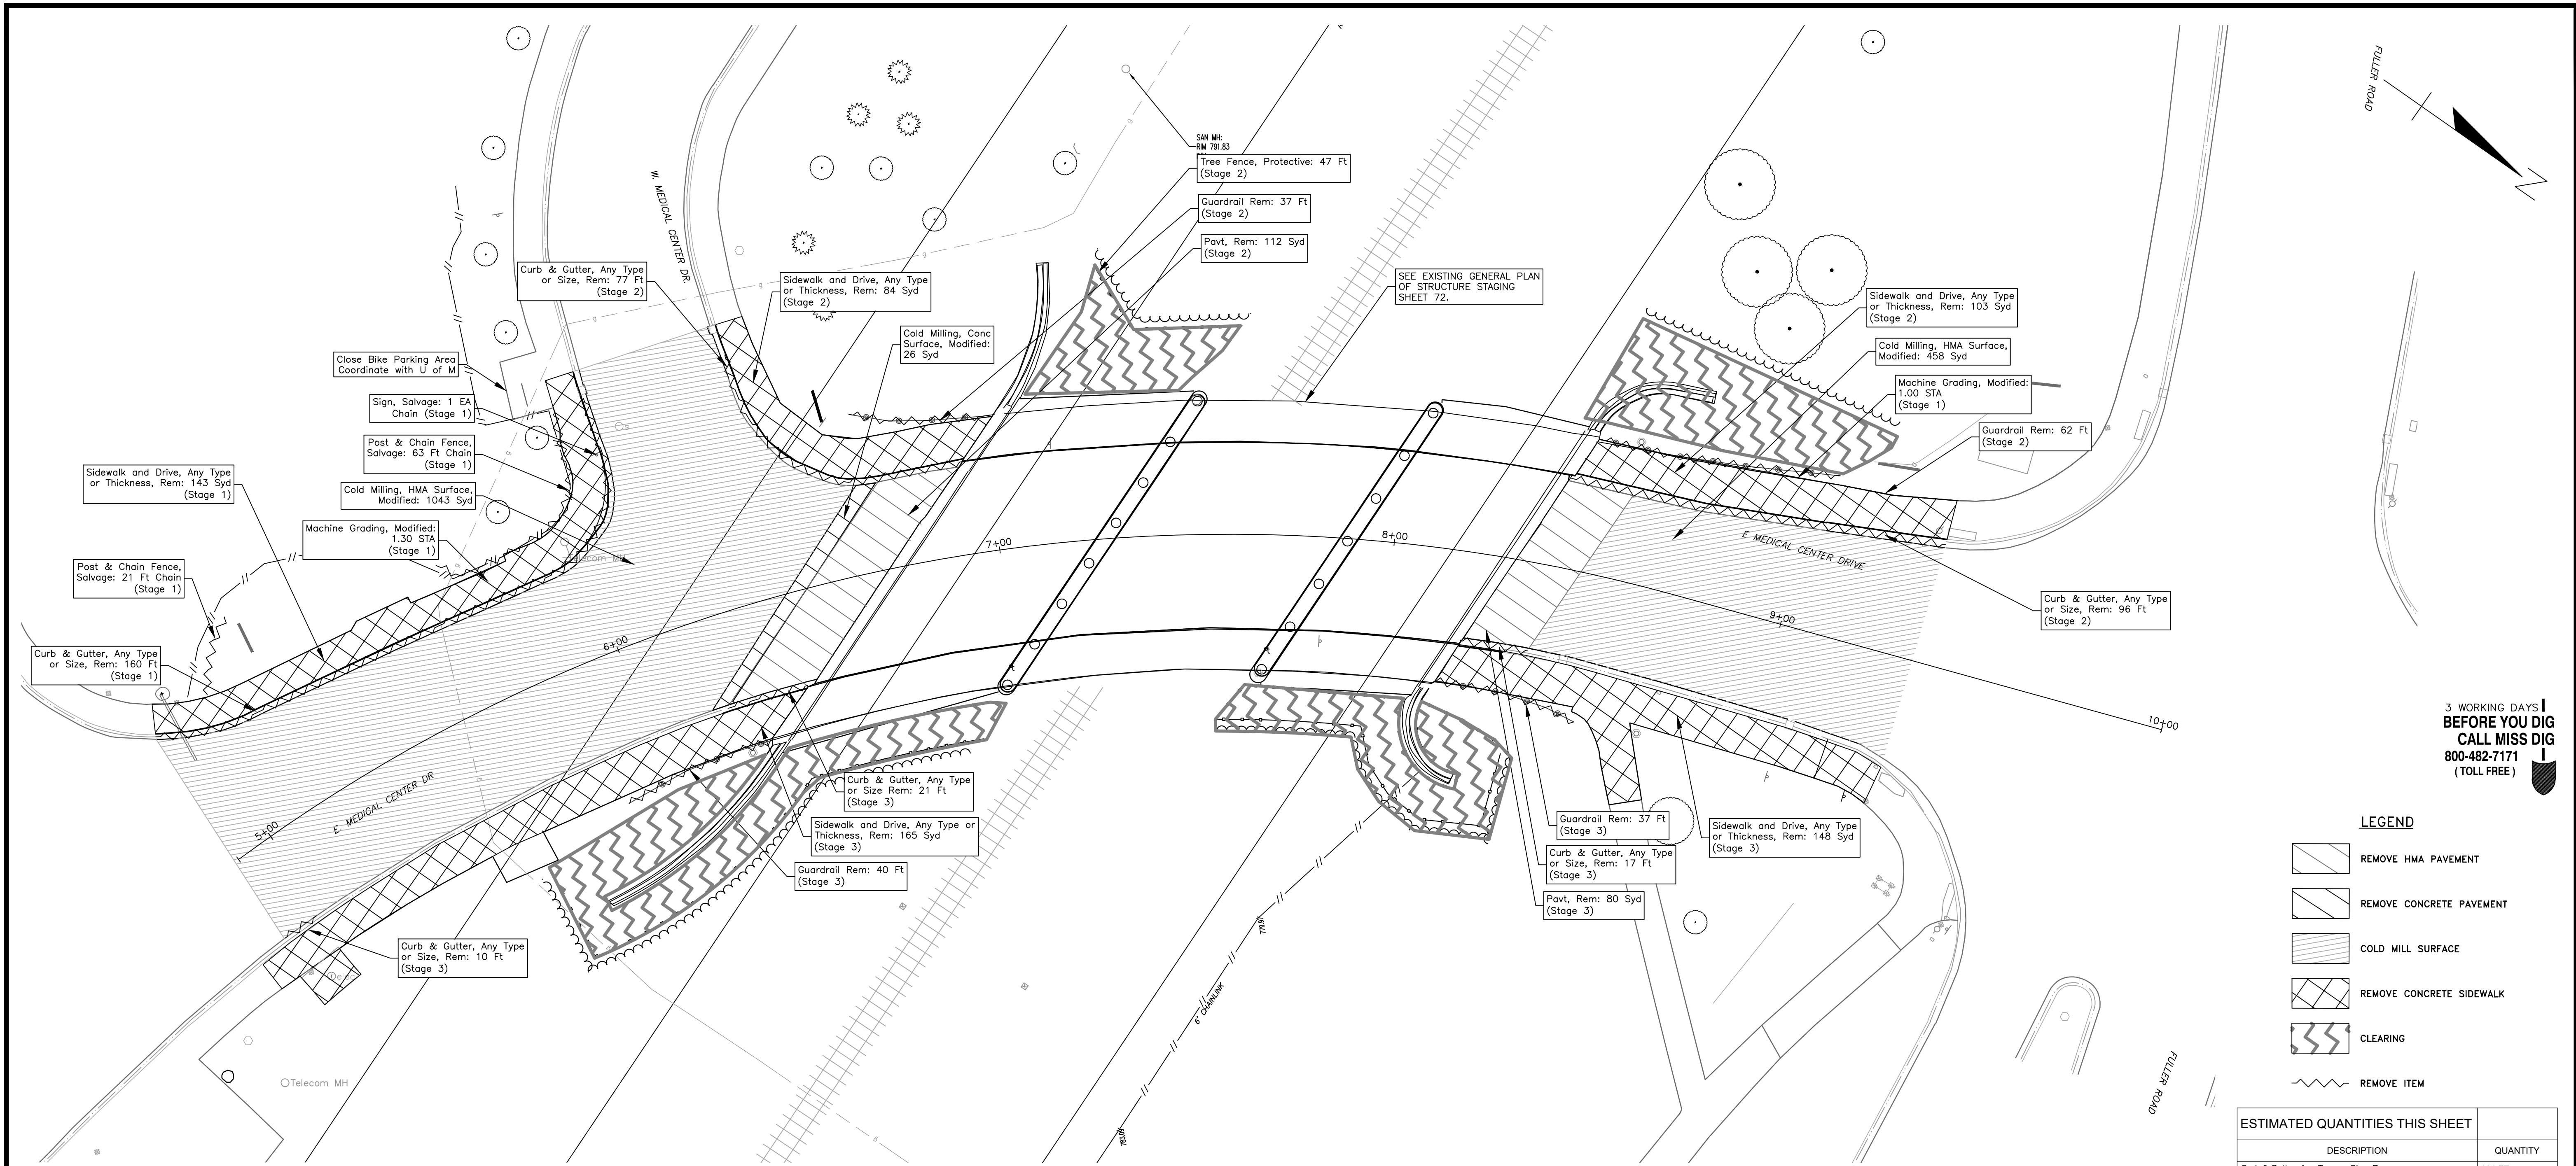 FULLER ROAD
SAN MH:
RIM 791.83
Tree Fence, Protective: 47 Ft
(Stage 2)
W. MEDICAL CENTER DR.
Guardrail Rem: 37 Ft
(Stage 2)
Pavt, Rem: 112 Syd
(Stage 2)
Curb & Gutter, Any Type
or Size, Rem: 77 Ft
(Stage 2)
Sidewalk and Drive, Any Type
or Thickness, Rem: 84 Syd
(Stage 2)
SEE EXISTING GENERAL PLAN
OF STRUCTURE STAGING
SHEET 72.
Sidewalk and Drive, Any Type
or Thickness, Rem: 103 Syd
(Stage 2)
Cold Milling, Conc
Surface, Modified:
26 Syd
Cold Milling, HMA Surface,
Modified: 458 Syd
Close Bike Parking Area
Coordinate with U of M
Machine Grading, Modified:
1.00 STA
(Stage 1)
Sign, Salvage: 1 EA
Chain (Stage 1)
Guardrail Rem: 62 Ft
(Stage 2)
Post & Chain Fence,
Salvage: 63 Ft Chain
(Stage 1)
Sidewalk and Drive, Any Type
or Thickness, Rem: 143 Syd
(Stage 1)
Cold Milling, HMA Surface,
Modified: 1043 Syd
Machine Grading, Modified:
1.30 STA
(Stage 1)
Telecom MH
7+00
8+00
E MEDICAL CENTER DRIVE
Post & Chain Fence,
Salvage: 21 Ft Chain
(Stage 1)
Curb & Gutter, Any Type
or Size, Rem: 96 Ft
(Stage 2)
9+00
6+00
Curb & Gutter, Any Type
or Size, Rem: 160 Ft
(Stage 1)
10+00
3 WORKING DAYS
BEFORE YOU DIG
CALL MISS DIG
800-482-7171
(TOLL FREE)
E. MEDICAL CENTER DR
5+00
Curb & Gutter, Any Type
or Size Rem: 21 Ft
(Stage 3)
Sidewalk and Drive, Any Type or
Thickness, Rem: 165 Syd
(Stage 3)
Guardrail Rem: 40 Ft
(Stage 3)
Guardrail Rem: 37 Ft
(Stage 3)
Sidewalk and Drive, Any Type
or Thickness, Rem: 148 Syd
(Stage 3)
Curb & Gutter, Any Type
or Size, Rem: 17 Ft
(Stage 3)
Pavt, Rem: 80 Syd
(Stage 3)
Curb & Gutter, Any Type
or Size, Rem: 10 Ft
(Stage 3)
6' CHAINLINK
Telecom MH
FULLER ROAD
LEGEND
REMOVE HMA PAVEMENT
REMOVE CONCRETE PAVEMENT
COLD MILL SURFACE
REMOVE CONCRETE SIDEWALK
CLEARING
REMOVE ITEM
ESTIMATED QUANTITIES THIS SHEET
DESCRIPTION QUANTITY